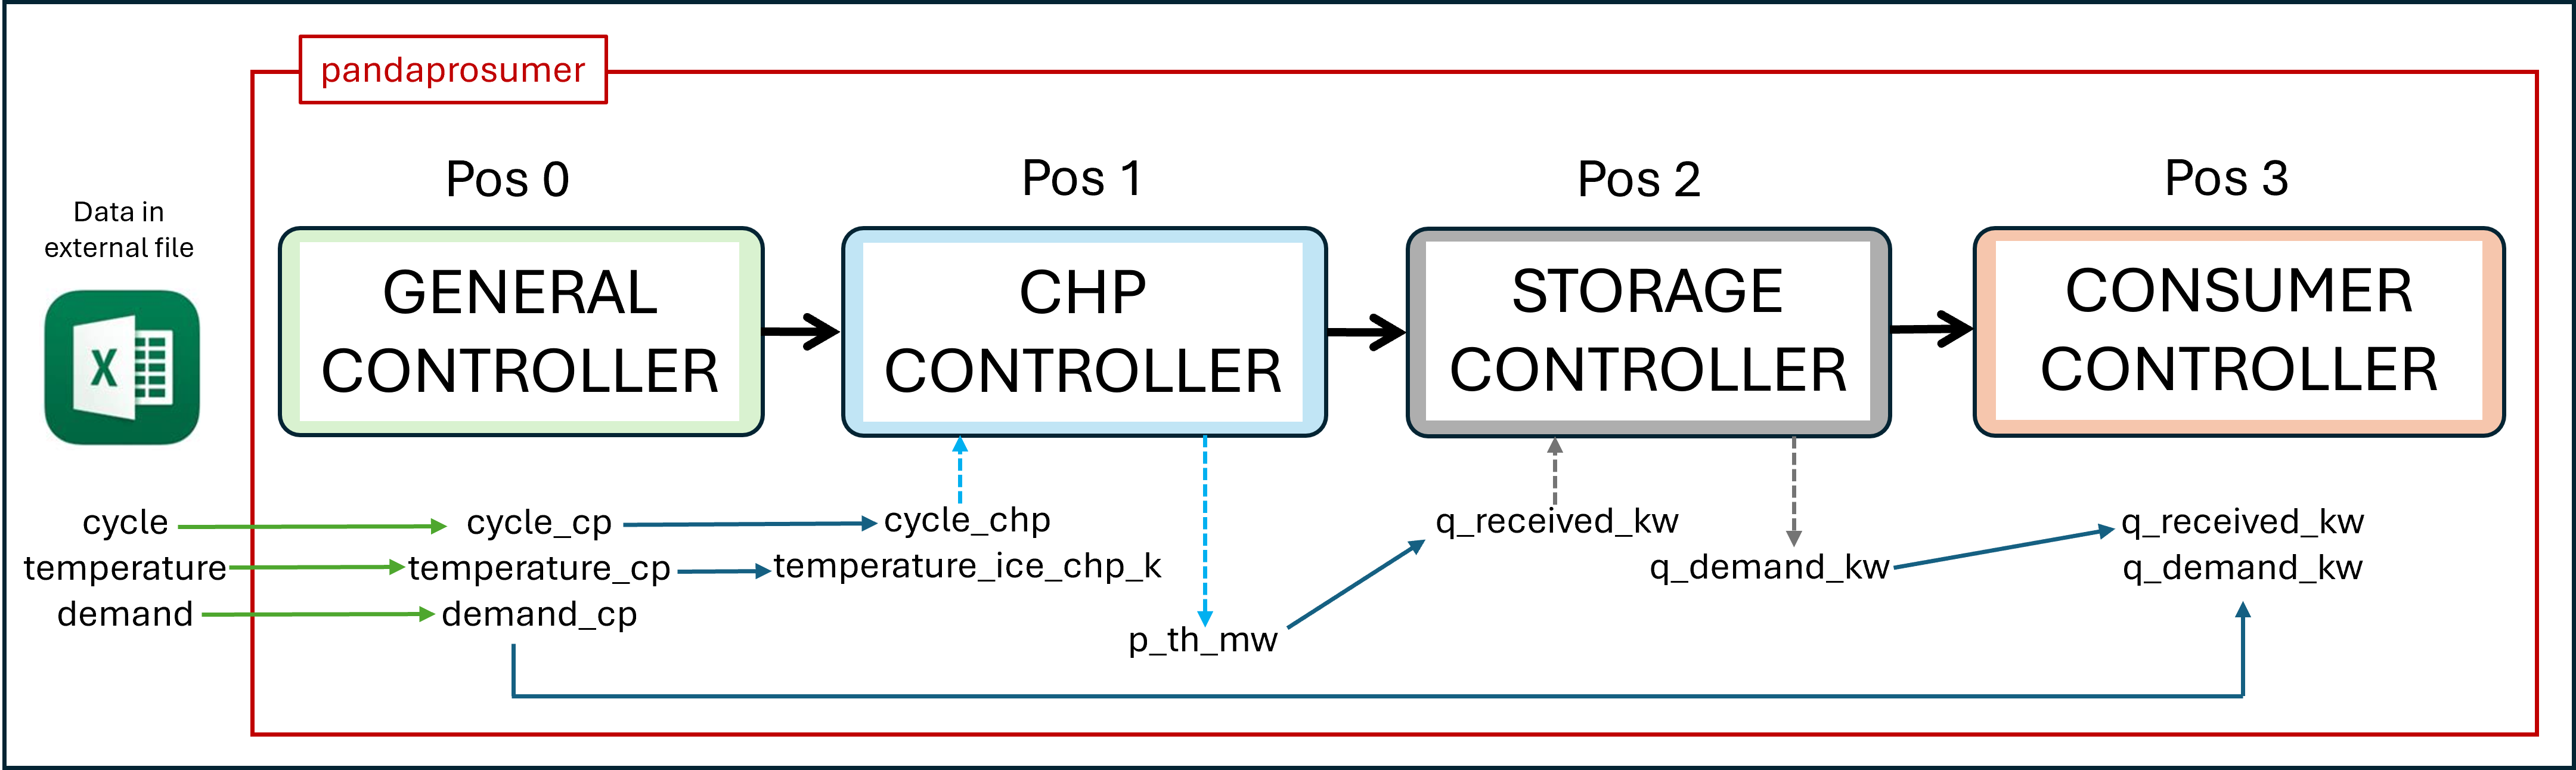 pandaprosumer
Pos 0
Pos 1
Pos 2
Pos 3
Data in
external file
X
GENERAL
CONTROLLER
CHP
CONTROLLER
STORAGE
CONTROLLER
CONSUMER
CONTROLLER
cycle
cycle_cp
cycle_chp
q_received_kw
q_received_kw
temperature
temperature_cp
temperature_ice_chp_k
q_demand_kw
q_demand_kw
demand
demand_cp
p_th_mw